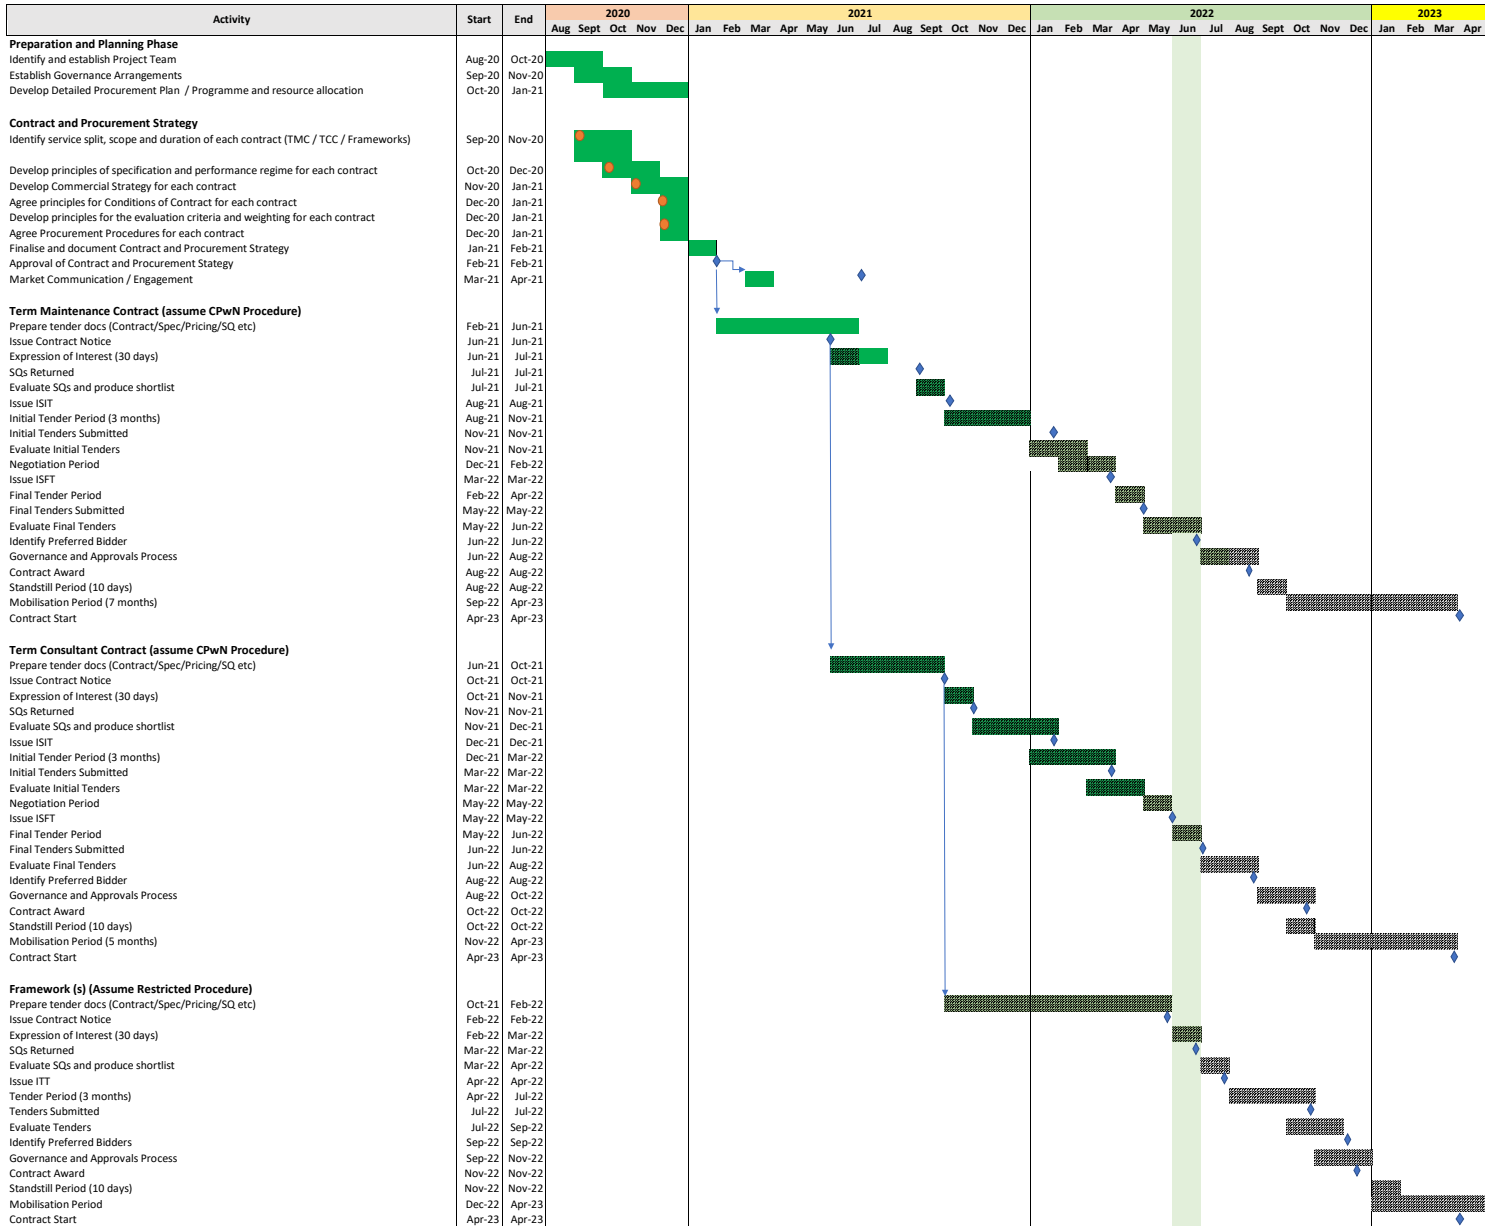 Activity Start End 2020 2021 2022 2023
Aug Sept Oct Nov Dec Jan Feb Mar Apr May Jun Jul Aug Sept Oct Nov Dec Jan Feb Mar Apr May Jun Jul Aug Sept Oct Nov Dec Jan Feb Mar Apr
Preparation and Planning Phase
Identify and establish Project Team Aug-20 Oct-20
Establish Governance Arrangements Sep-20 Nov-20
Develop Detailed Procurement Plan / Programme and resource allocation Oct-20 Jan-21
Contract and Procurement Strategy
Identify service split, scope and duration of each contract (TMC / TCC / Frameworks) Sep-20 Nov-20
Develop principles of specification and performance regime for each contract Oct-20 Dec-20
Develop Commercial Strategy for each contract Nov-20 Jan-21
Agree principles for Conditions of Contract for each contract Dec-20 Jan-21
Develop principles for the evaluation criteria and weighting for each contract Dec-20 Jan-21
Agree Procurement Procedures for each contract Dec-20 Jan-21
Finalise and document Contract and Procurement Strategy Jan-21 Feb-21
Approval of Contract and Procurement Stategy Feb-21 Feb-21
Market Communication / Engagement Mar-21 Apr-21
Term Maintenance Contract (assume CPwN Procedure)
Prepare tender docs (Contract/Spec/Pricing/SQ etc) Feb-21 Jun-21
Issue Contract Notice Jun-21 Jun-21
Expression of Interest (30 days) Jun-21 Jul-21
SQs Returned Jul-21 Jul-21
Evaluate SQs and produce shortlist Jul-21 Jul-21
Issue ISIT Aug-21 Aug-21
Initial Tender Period (3 months) Aug-21 Nov-21
Initial Tenders Submitted Nov-21 Nov-21
Evaluate Initial Tenders Nov-21 Nov-21
Negotiation Period Dec-21 Feb-22
Issue ISFT Mar-22 Mar-22
Final Tender Period Feb-22 Apr-22
Final Tenders Submitted May-22 May-22
Evaluate Final Tenders May-22 Jun-22
Identify Preferred Bidder Jun-22 Jun-22
Governance and Approvals Process Jun-22 Aug-22
Contract Award Aug-22 Aug-22
Standstill Period (10 days) Aug-22 Aug-22
Mobilisation Period (7 months) Sep-22 Apr-23
Contract Start Apr-23 Apr-23
Term Consultant Contract (assume CPwN Procedure)
Prepare tender docs (Contract/Spec/Pricing/SQ etc) Jun-21 Oct-21
Issue Contract Notice Oct-21 Oct-21
Expression of Interest (30 days) Oct-21 Nov-21
SQs Returned Nov-21 Nov-21
Evaluate SQs and produce shortlist Nov-21 Dec-21
Issue ISIT Dec-21 Dec-21
Initial Tender Period (3 months) Dec-21 Mar-22
Initial Tenders Submitted Mar-22 Mar-22
Evaluate Initial Tenders Mar-22 Mar-22
Negotiation Period May-22 May-22
Issue ISFT May-22 May-22
Final Tender Period May-22 Jun-22
Final Tenders Submitted Jun-22 Jun-22
Evaluate Final Tenders Jun-22 Aug-22
Identify Preferred Bidder Aug-22 Aug-22
Governance and Approvals Process Aug-22 Oct-22
Contract Award Oct-22 Oct-22
Standstill Period (10 days) Oct-22 Oct-22
Mobilisation Period (5 months) Nov-22 Apr-23
Contract Start Apr-23 Apr-23
Framework (s) (Assume Restricted Procedure)
Prepare tender docs (Contract/Spec/Pricing/SQ etc) Oct-21 Feb-22
Issue Contract Notice Feb-22 Feb-22
Expression of Interest (30 days) Feb-22 Mar-22
SQs Returned Mar-22 Mar-22
Evaluate SQs and produce shortlist Mar-22 Apr-22
Issue ITT Apr-22 Apr-22
Tender Period (3 months) Apr-22 Jul-22
Tenders Submitted Jul-22 Jul-22
Evaluate Tenders Jul-22 Sep-22
Identify Preferred Bidders Sep-22 Sep-22
Governance and Approvals Process Sep-22 Nov-22
Contract Award Nov-22 Nov-22
Standstill Period (10 days) Nov-22 Nov-22
Mobilisation Period Dec-22 Apr-23
Contract Start Apr-23 Apr-23